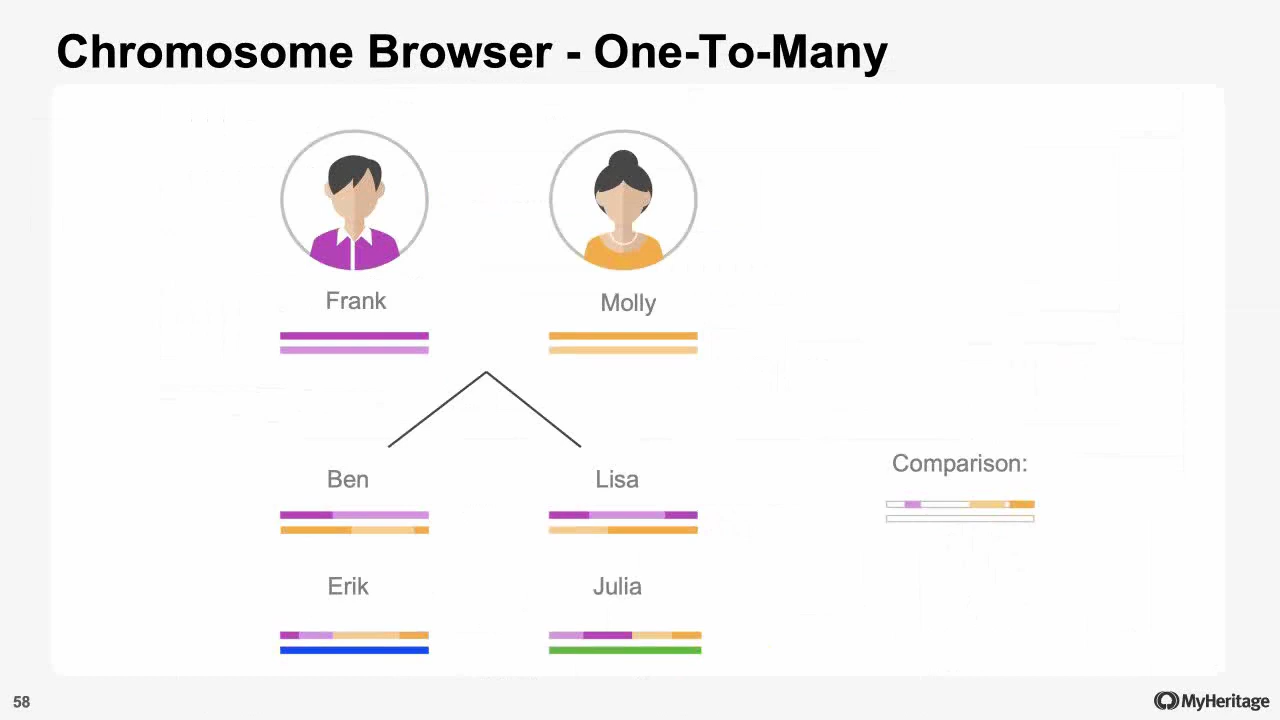 Chromosome Browser - One-To-Many
Frank
Molly
Ben
Lisa
Comparison:
Erik
Julia
58
MyHeritage